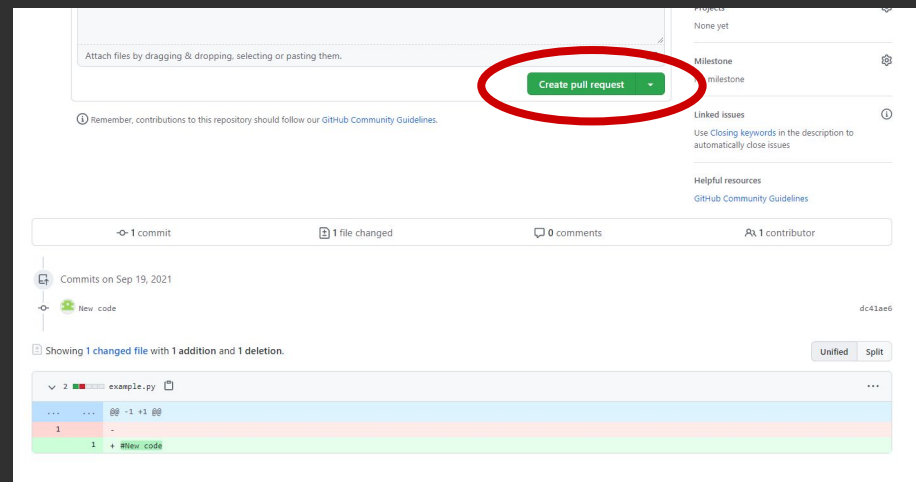 Projects
None yet
Attach files by dragging & dropping, selecting or pasting them.
Milestone
milestone
Create pull request
Remember, contributions to this repository should follow our GitHub Community Guidelines.
Linked issues
Use Closing keywords in the description to
automatically close issues
Helpful resources
GitHub Community Guidelines
1 commit
1 file changed
0 comments
1 contributor
Commits on Sep 19, 2021
New code
dc41ae6
Showing 1 changed file with 1 addition and 1 deletion.
Unified Split
2 example.py
...
... ... @@ -1 +1 @@
1 -
1 + #New code